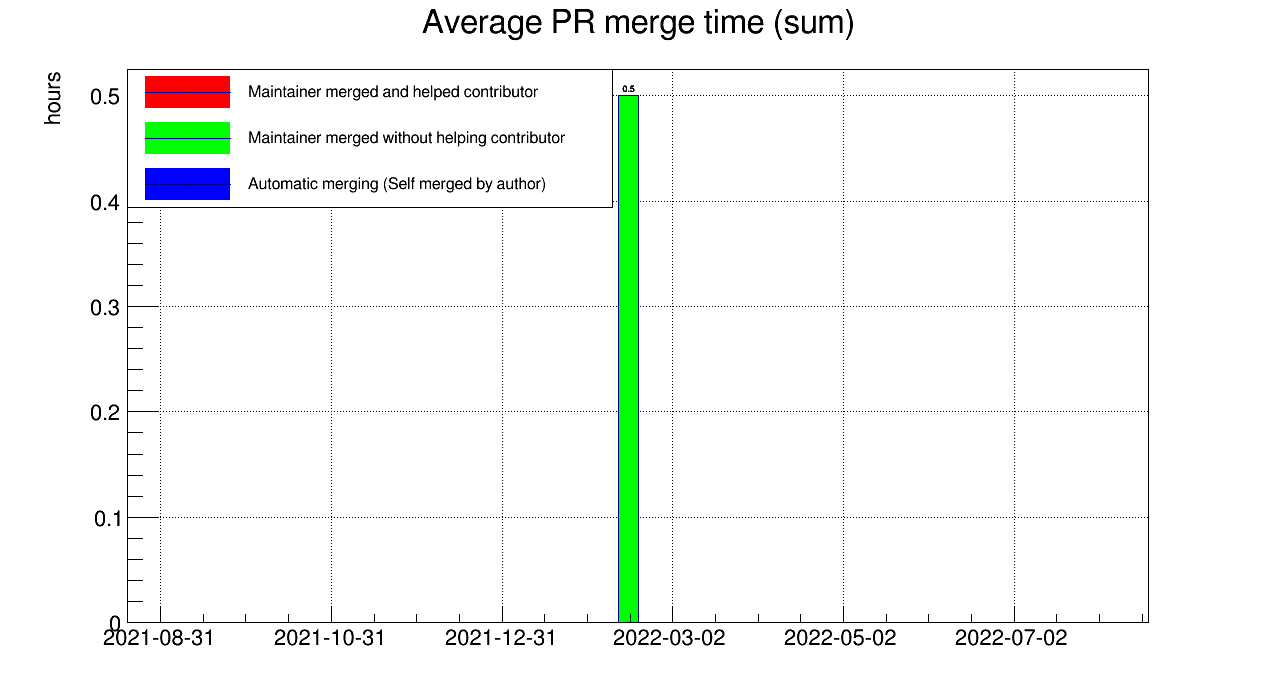 Average PR merge time (sum)
hours
Maintainer merged and helped contributor
Maintainer merged without helping contributor
Automatic merging (Self merged by author)
0.5
0.5
0.4
0.3
0.2
0.1
0
2021-08-31 2021-10-31 2021-12-31 2022-03-02 2022-05-02 2022-07-02